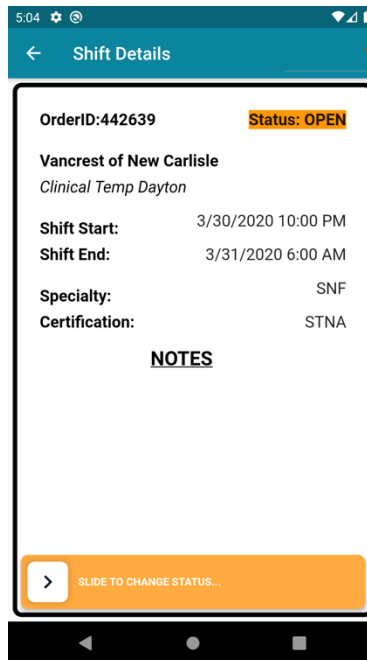 5:04
Shift Details
OrderID:442639 Status: OPEN
Vancrest of New Carlisle
Clinical Temp Dayton
Shift Start: 3/30/2020 10:00 PM
Shift End: 3/31/2020 6:00 AM
Specialty: SNF
Certification: STNA
NOTES
SLIDE TO CHANGE STATUS...